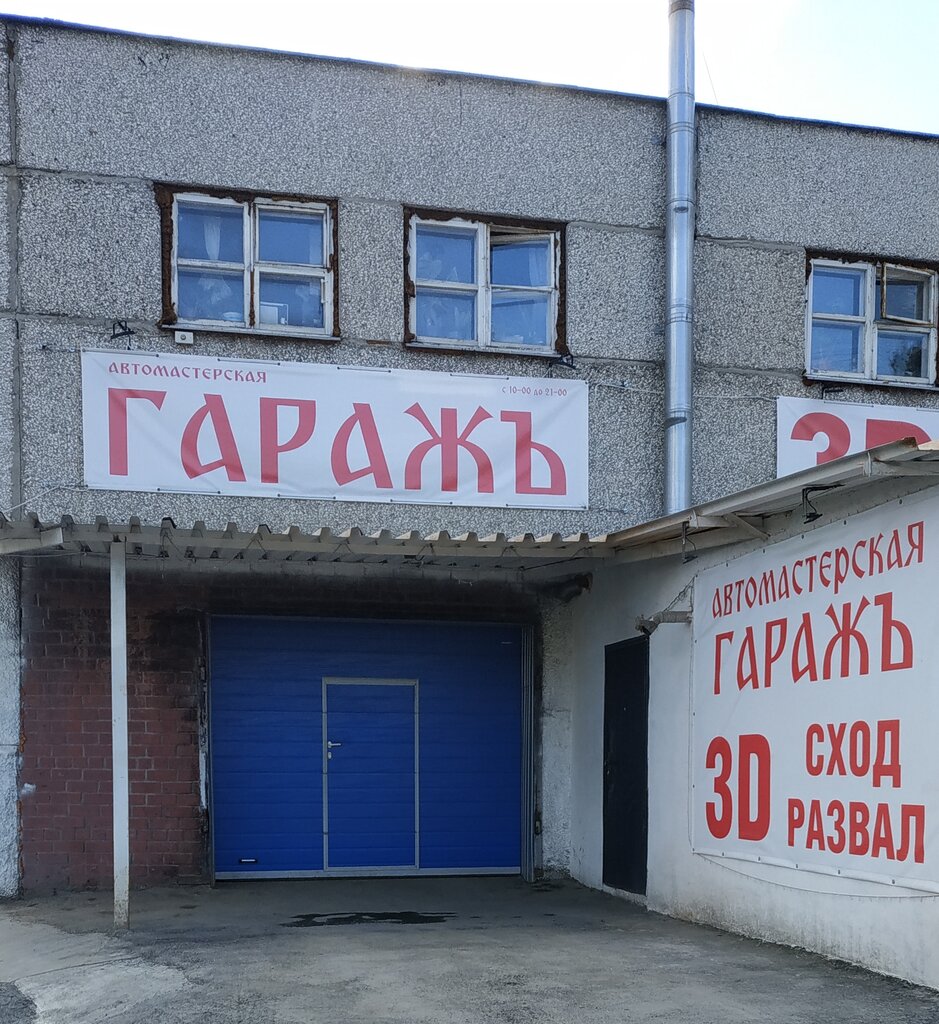 АВТОМАСТЕРСКАЯ
с 10-00 до 21-00
ГАРАЖЪ
3D
АВТОМАСТЕРСКАЯ
ГАРАЖЪ
3D
СХОД
РАЗВАЛ